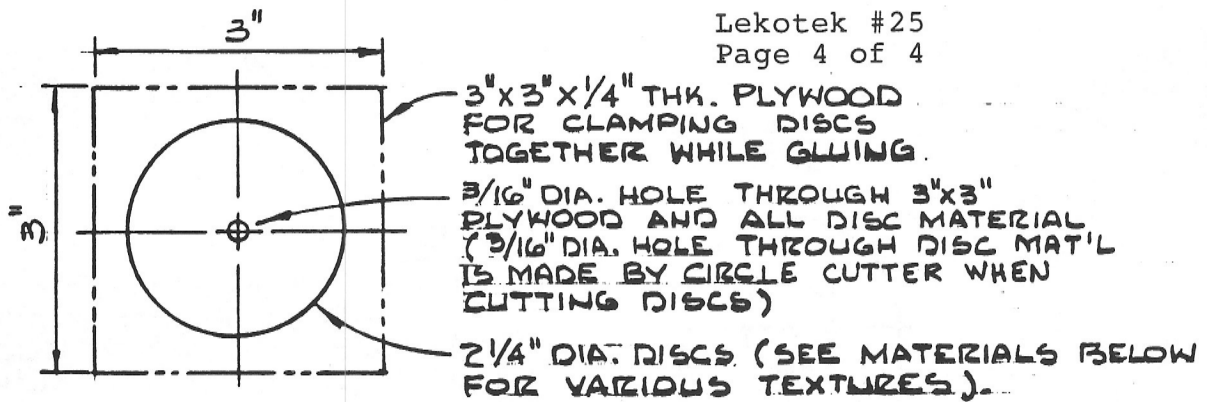 3"
Lekotek #25
Page 4 of 4
3"
3"X3"X1/4" THK. PLYWOOD
FOR CLAMPING DISCS
TOGETHER WHILE GLUING.
3/16" DIA. HOLE THROUGH 3"X3"
PLYWOOD AND ALL DISC MATERIAL
(3/16" DIA. HOLE THROUGH DISC MAT'L
IS MADE BY CIRCLE CUTTER WHEN
CUTTING DISCS)
2 1/4" DIA. DISCS (SEE MATERIALS BELOW
FOR VARIOUS TEXTURES).